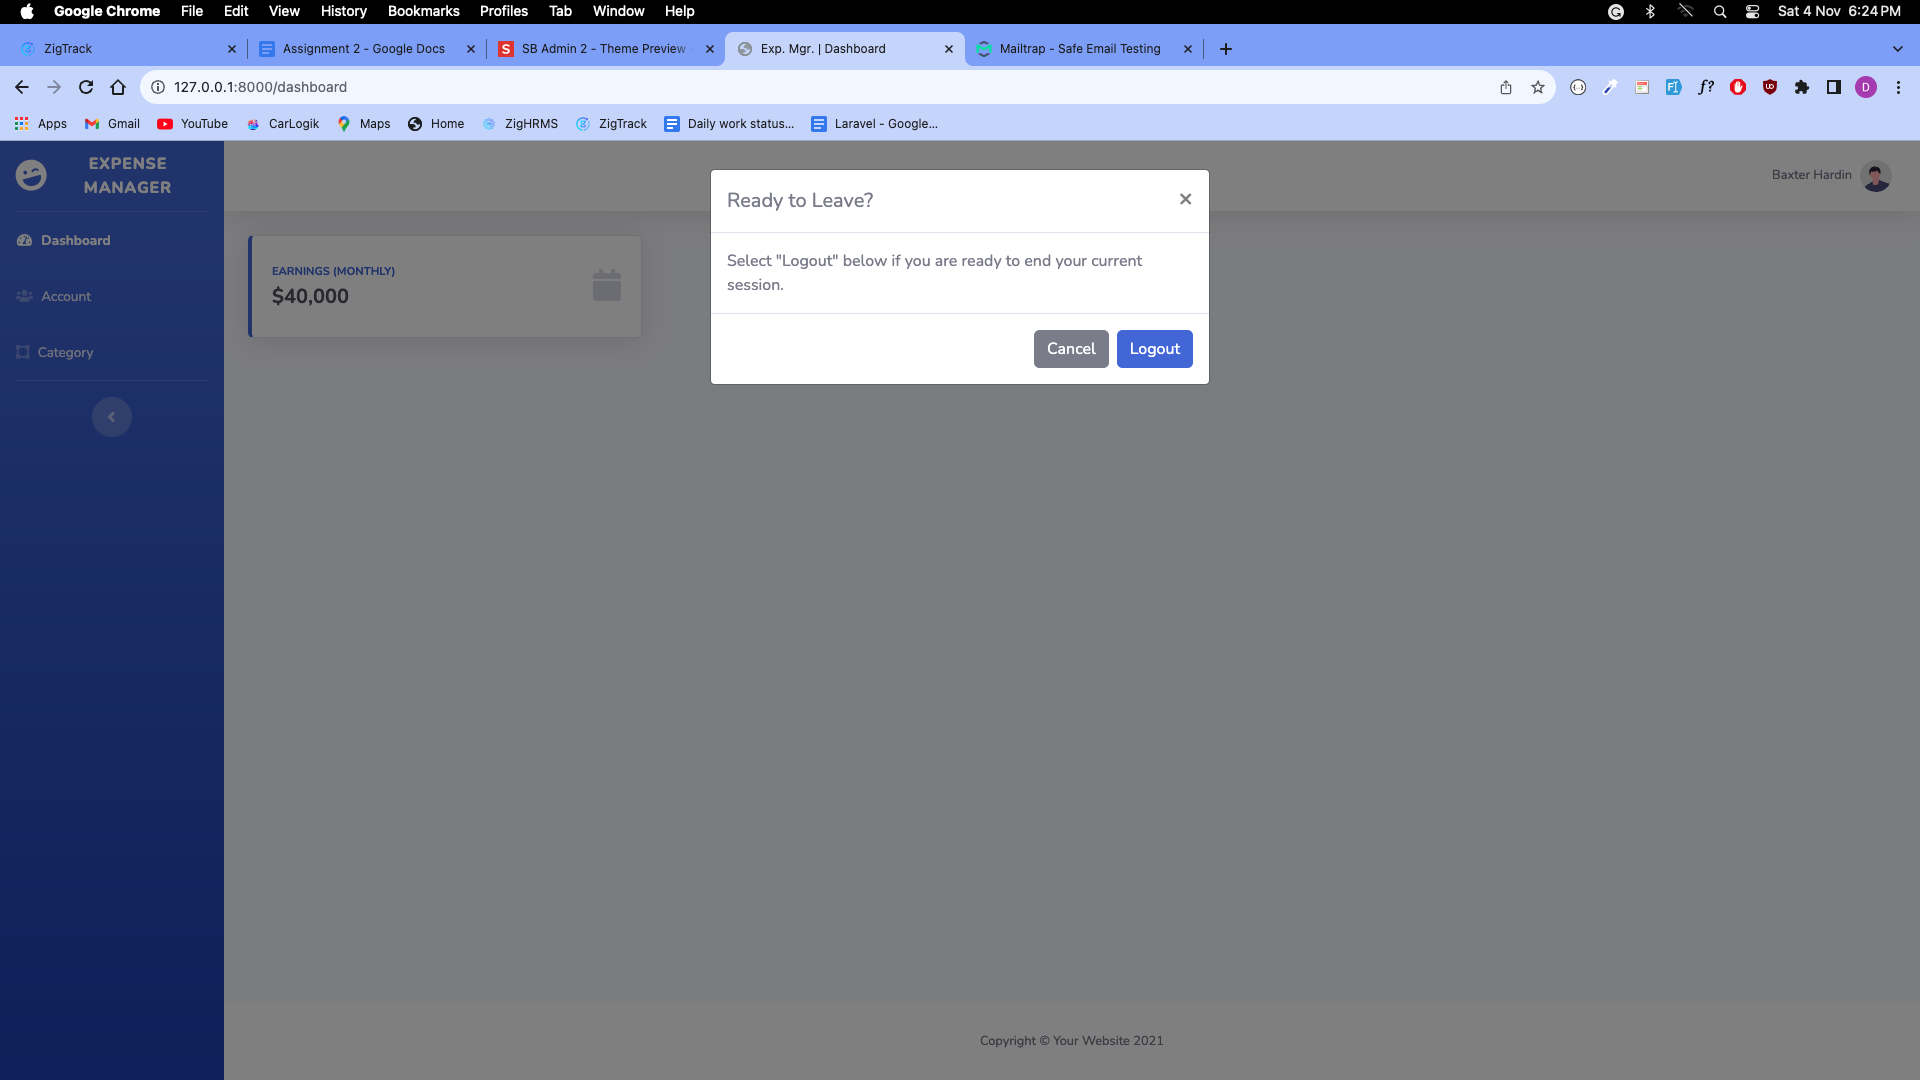 Google Chrome File Edit View History Bookmarks Profiles Tab Window Help Sat 4 Nov 6:24 PM
ZigTrack Assignment 2 - Google Docs SB Admin 2 - Theme Preview Exp. Mgr. | Dashboard Mailtrap - Safe Email Testing
127.0.0.1:8000/dashboard
Apps Gmail YouTube CarLogik Maps Home ZigHRMS ZigTrack Daily work status... Laravel - Google...
EXPENSE
MANAGER
Baxter Hardin
Dashboard
Account
Category
EARNINGS (MONTHLY)
$40,000
Ready to Leave?
Select "Logout" below if you are ready to end your current
session.
Cancel Logout
Copyright © Your Website 2021